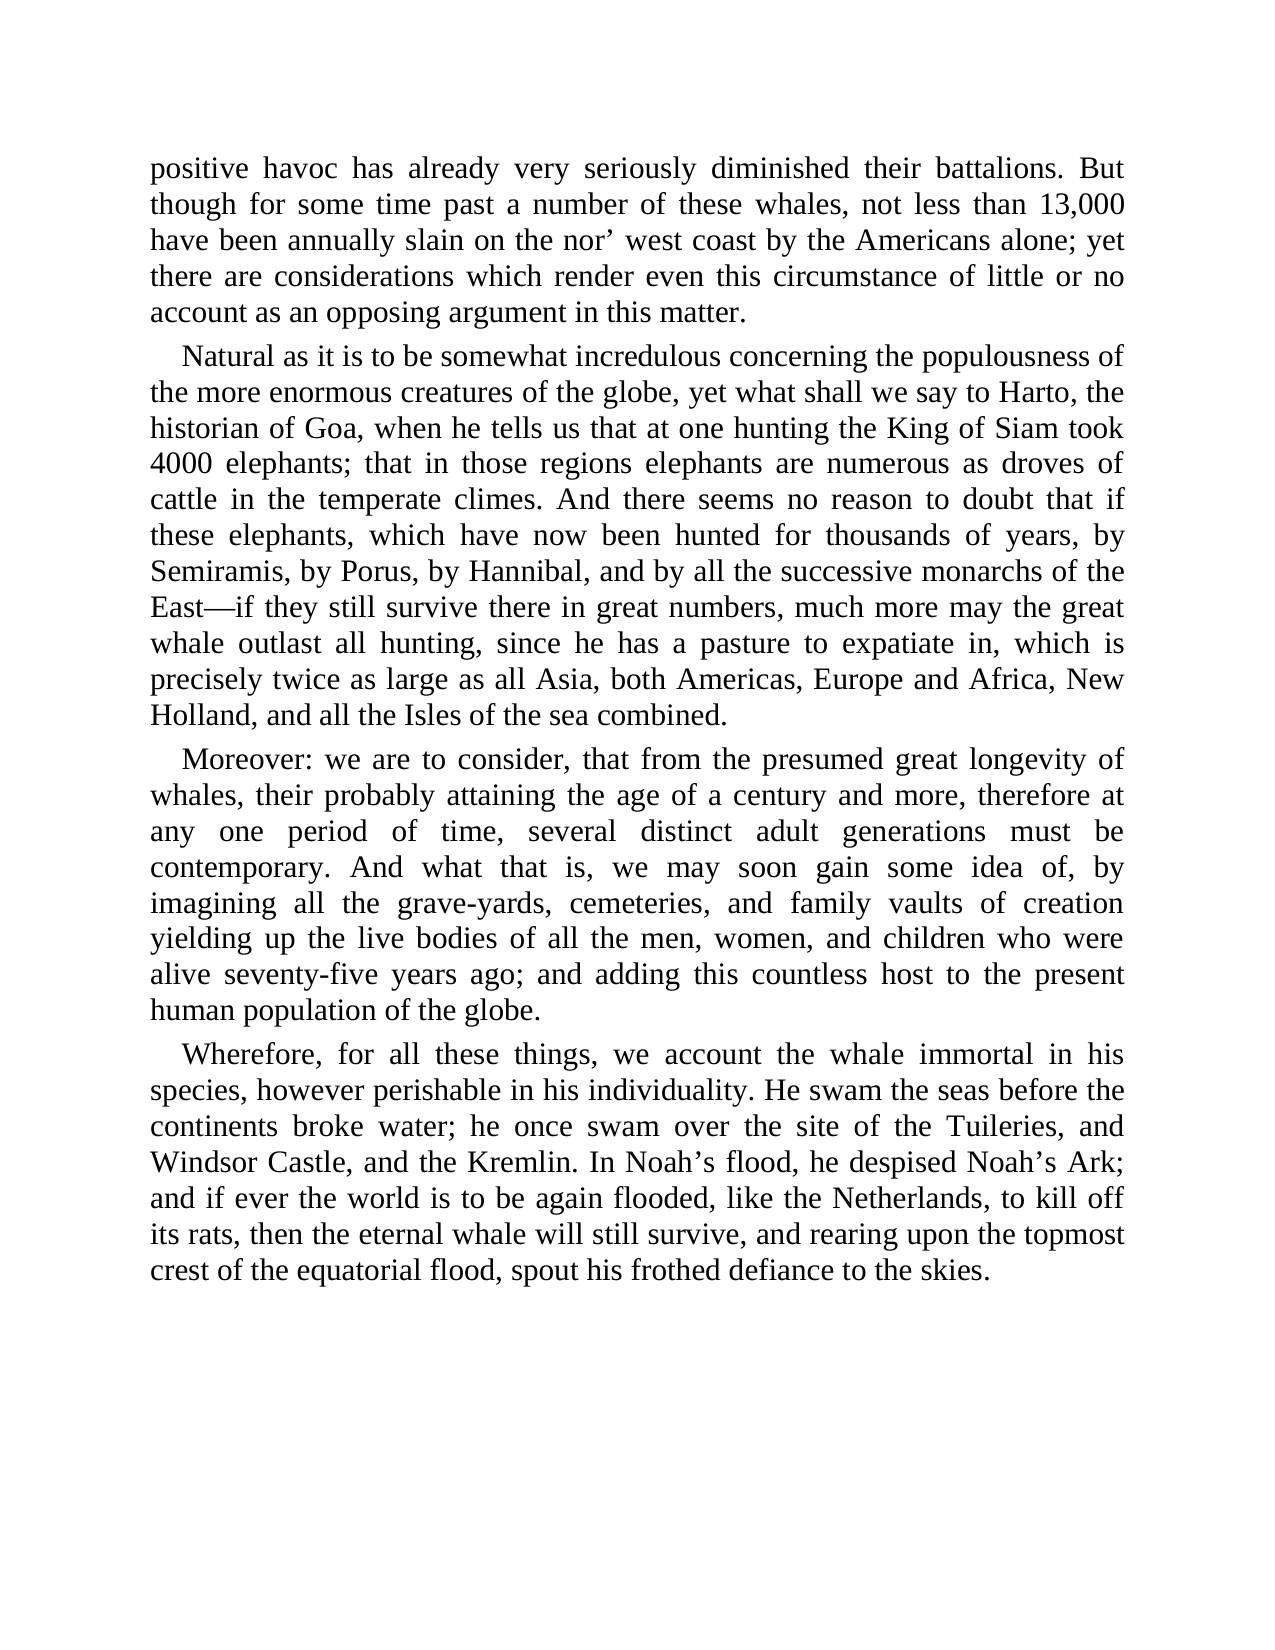 positive havoc has already very seriously diminished their battalions. But
though for some time past a number of these whales, not less than 13,000
have been annually slain on the nor’ west coast by the Americans alone; yet
there are considerations which render even this circumstance of little or no
account as an opposing argument in this matter.
Natural as it is to be somewhat incredulous concerning the populousness of
the more enormous creatures of the globe, yet what shall we say to Harto, the
historian of Goa, when he tells us that at one hunting the King of Siam took
4000 elephants; that in those regions elephants are numerous as droves of
cattle in the temperate climes. And there seems no reason to doubt that if
these elephants, which have now been hunted for thousands of years, by
Semiramis, by Porus, by Hannibal, and by all the successive monarchs of the
East—if they still survive there in great numbers, much more may the great
whale outlast all hunting, since he has a pasture to expatiate in, which is
precisely twice as large as all Asia, both Americas, Europe and Africa, New
Holland, and all the Isles of the sea combined.
Moreover: we are to consider, that from the presumed great longevity of
whales, their probably attaining the age of a century and more, therefore at
any one period of time, several distinct adult generations must be
contemporary. And what that is, we may soon gain some idea of, by
imagining all the grave-yards, cemeteries, and family vaults of creation
yielding up the live bodies of all the men, women, and children who were
alive seventy-five years ago; and adding this countless host to the present
human population of the globe.
Wherefore, for all these things, we account the whale immortal in his
species, however perishable in his individuality. He swam the seas before the
continents broke water; he once swam over the site of the Tuileries, and
Windsor Castle, and the Kremlin. In Noah’s flood, he despised Noah’s Ark;
and if ever the world is to be again flooded, like the Netherlands, to kill off
its rats, then the eternal whale will still survive, and rearing upon the topmost
crest of the equatorial flood, spout his frothed defiance to the skies.